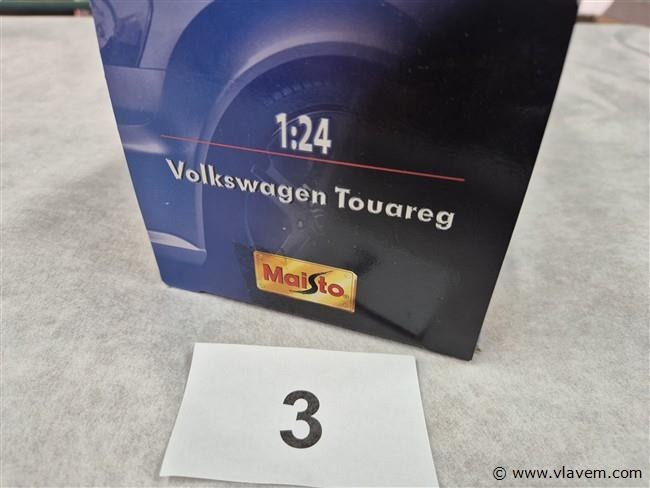 1:24
Volkswagen Touareg
Maisto
3
© www.vlavem.com